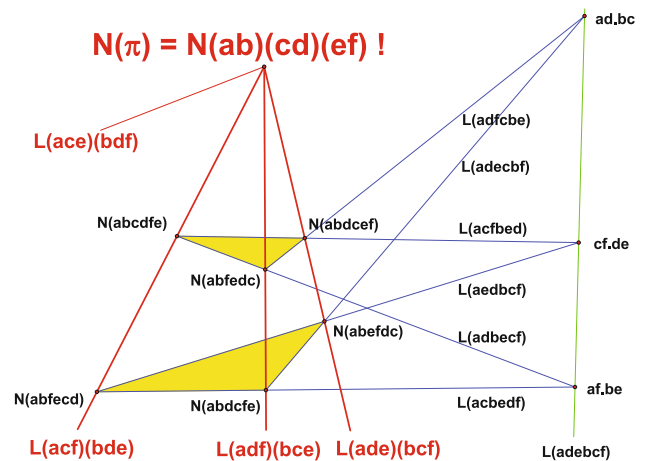 ad.bc
N(π) = N(ab)(cd)(ef) !
L(adfcbe)
L(ace)(bdf)
L(adecbf)
N(abcdfe)
N(abdcef)
L(acfbed)
cf.de
N(abfedc)
L(aedbcf)
N(abefdc)
L(adbecf)
af.be
N(abfecd)
N(abdcfe)
L(acbedf)
L(acf)(bde)
L(adf)(bce)
L(ade)(bcf)
L(adebcf)